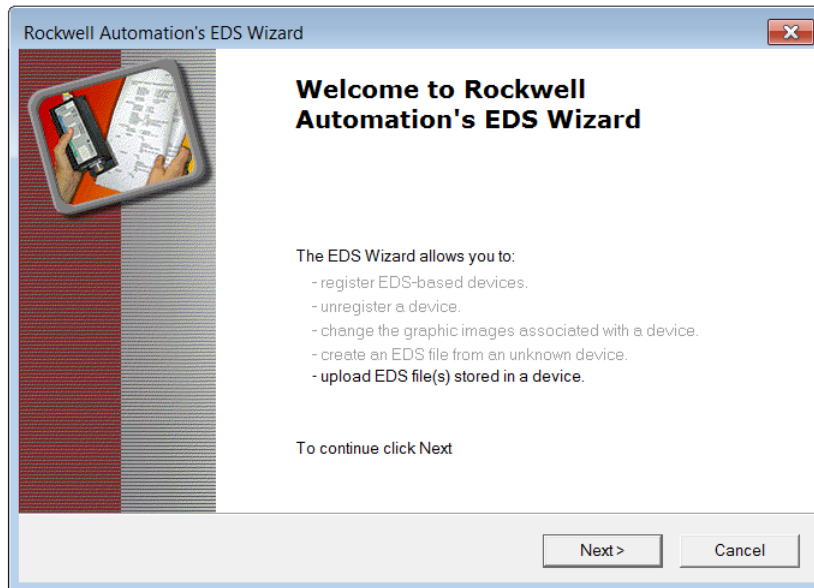 Rockwell Automation's EDS Wizard
Welcome to Rockwell
Automation's EDS Wizard
The EDS Wizard allows you to:
- register EDS-based devices.
- unregister a device.
- change the graphic images associated with a device.
- create an EDS file from an unknown device.
- upload EDS file(s) stored in a device.
To continue click Next
Next >
Cancel